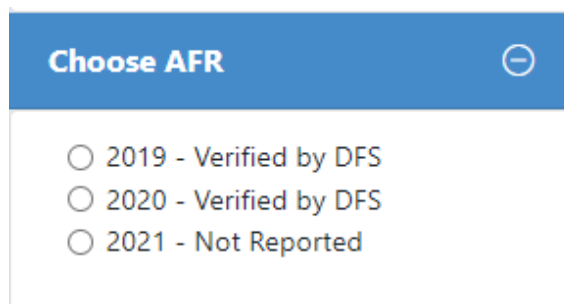 Choose AFR
2019 - Verified by DFS
2020 - Verified by DFS
2021 - Not Reported